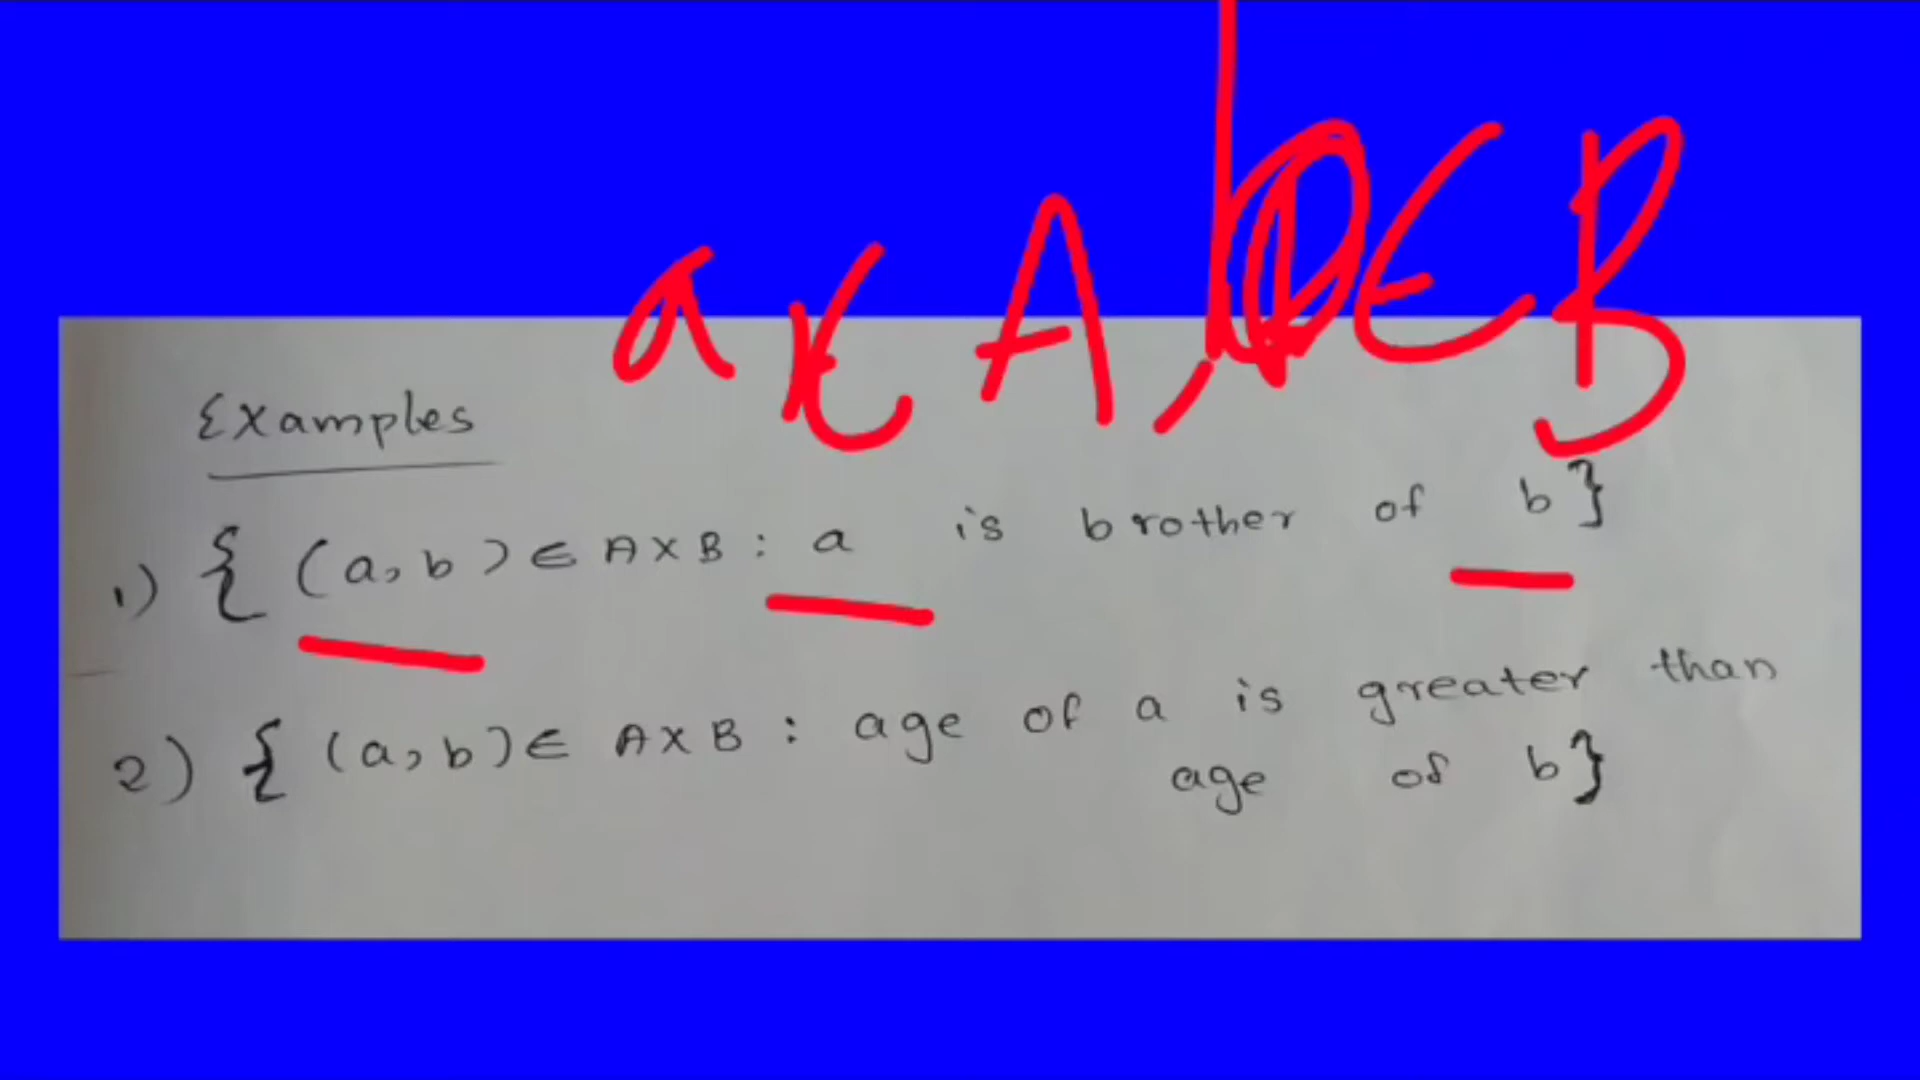 a ∈ A, b ∈ B
Examples
1) { (a, b) ∈ A X B : a is brother of b}
2) { (a, b) ∈ A X B : age of a is greater than
age of b}